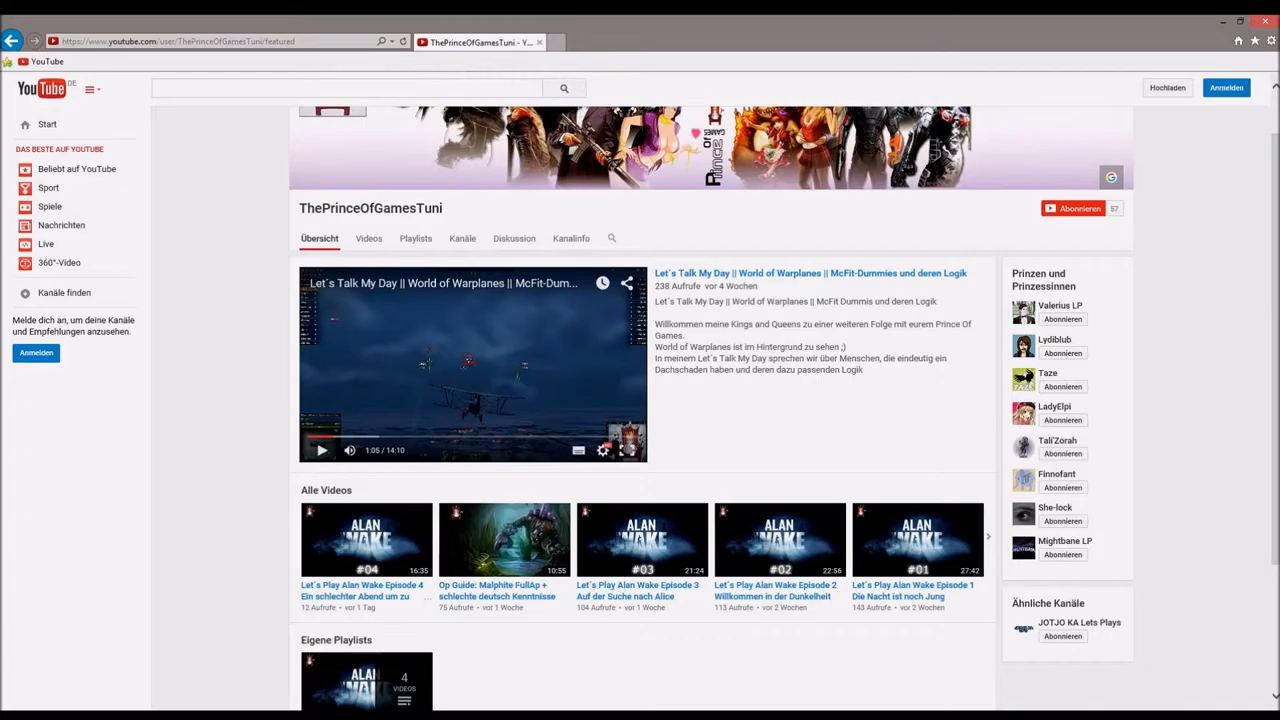 https://www.youtube.com/user/ThePrinceOfGamesTuni/featured
ThePrinceOfGamesTuni - Y...
YouTube
YouTube DE
Hochladen
Anmelden
Start
DAS BESTE AUF YOUTUBE
Beliebt auf YouTube
Sport
Spiele
Nachrichten
Live
360°-Video
Kanäle finden
Melde dich an, um deine Kanäle
und Empfehlungen anzusehen.
Anmelden
Prince Of GAMES
ThePrinceOfGamesTuni
Abonnieren 57
Übersicht Videos Playlists Kanäle Diskussion Kanalinfo
Let´s Talk My Day || World of Warplanes || McFit-Dum...
1:05 / 14:10
Let´s Talk My Day || World of Warplanes || McFit-Dummies und deren Logik
238 Aufrufe vor 4 Wochen
Let´s Talk My Day || World of Warplanes || McFit Dummis und deren Logik
Willkommen meine Kings and Queens zu einer weiteren Folge mit eurem Prince Of
Games.
World of Warplanes ist im Hintergrund zu sehen ;)
In meinem Let´s Talk My Day sprechen wir über Menschen, die eindeutig ein
Dachschaden haben und deren dazu passenden Logik
Alle Videos
ALAN WAKE #04 16:35
Let´s Play Alan Wake Episode 4
Ein schlechter Abend um zu ...
12 Aufrufe • vor 1 Tag
10:55
Op Guide: Malphite FullAp +
schlechte deutsch Kenntnisse
75 Aufrufe • vor 1 Woche
ALAN WAKE #03 21:24
Let´s Play Alan Wake Episode 3
Auf der Suche nach Alice
104 Aufrufe • vor 1 Woche
ALAN WAKE #02 22:56
Let´s Play Alan Wake Episode 2
Willkommen in der Dunkelheit
113 Aufrufe • vor 2 Wochen
ALAN WAKE #01 27:42
Let´s Play Alan Wake Episode 1
Die Nacht ist noch Jung
143 Aufrufe • vor 2 Wochen
Eigene Playlists
ALAN WAKE
4
VIDEOS
Prinzen und
Prinzessinnen
Valerius LP
Abonnieren
Lydiblub
Abonnieren
Taze
Abonnieren
LadyElpi
Abonnieren
Tali'Zorah
Abonnieren
Finnofant
Abonnieren
She-lock
Abonnieren
Mightbane LP
Abonnieren
Ähnliche Kanäle
JOTJO KA Lets Plays
Abonnieren